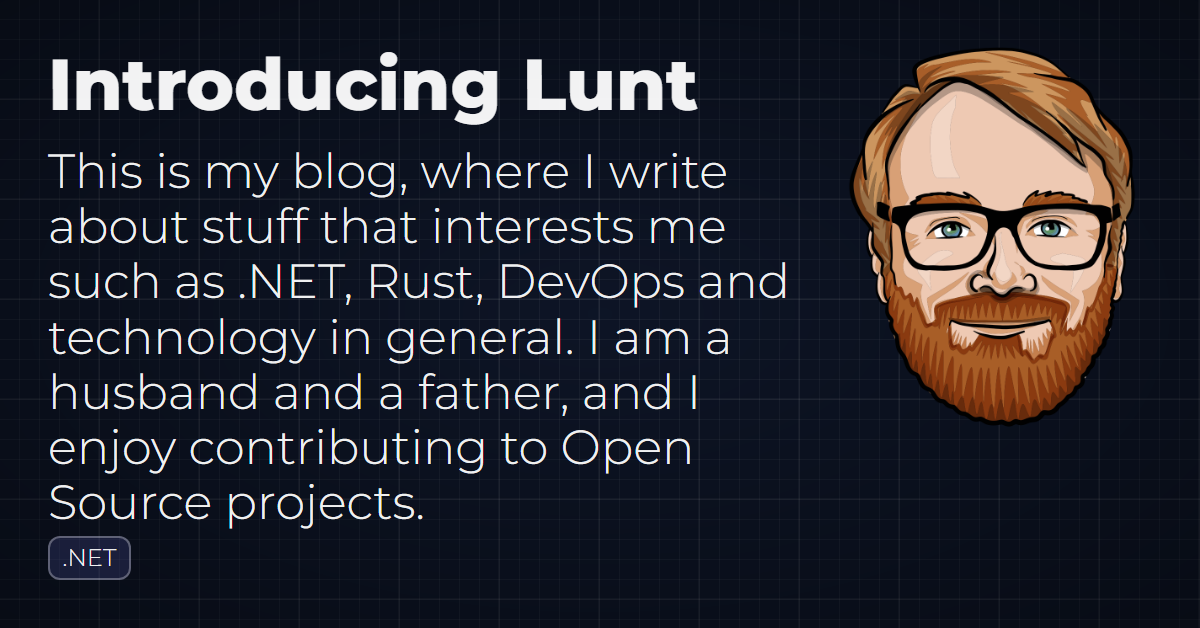 Introducing Lunt
This is my blog, where I write
about stuff that interests me
such as .NET, Rust, DevOps and
technology in general. I am a
husband and a father, and I
enjoy contributing to Open
Source projects.
.NET